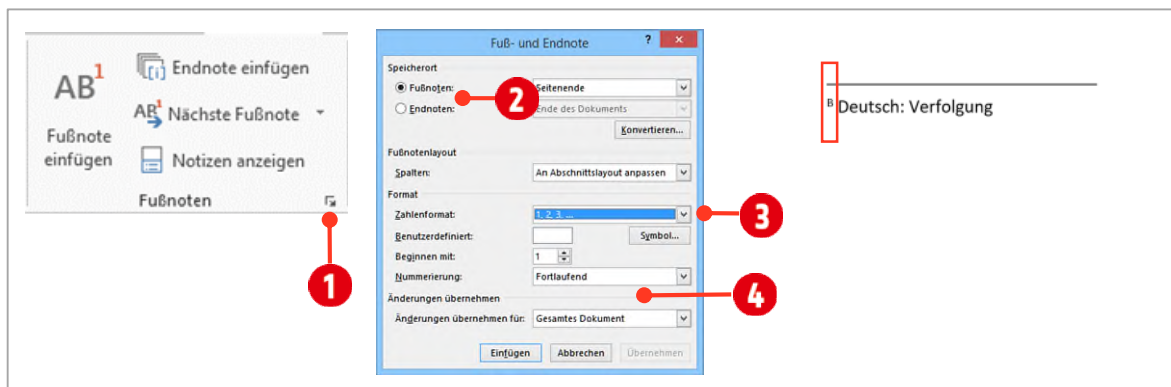 AB1
Fußnote
einfügen
Endnote einfügen
AB1 Nächste Fußnote
Notizen anzeigen
Fußnoten
1
Fuß- und Endnote ? ×
Speicherort
Fußnoten: Seitenende
2
Endnoten: Ende des Dokuments
Konvertieren...
Fußnotenlayout
Spalten: An Abschnittslayout anpassen
Format
Zahlenformat: 1, 2, 3, ...
3
Benutzerdefiniert: Symbol...
Beginnen mit: 1
Nummerierung: Fortlaufend
4
Änderungen übernehmen
Änderungen übernehmen für: Gesamtes Dokument
Einfügen Abbrechen Übernehmen
B Deutsch: Verfolgung